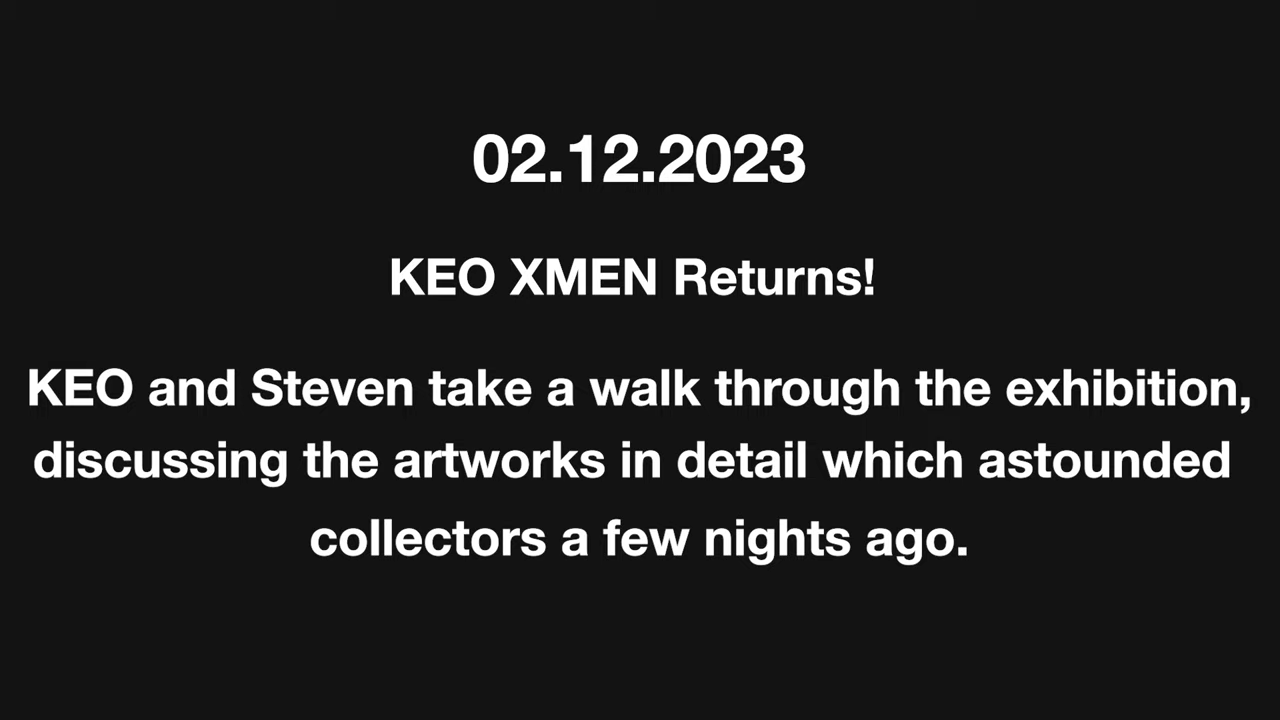 02.12.2023
KEO XMEN Returns!
KEO and Steven take a walk through the exhibition,
discussing the artworks in detail which astounded
collectors a few nights ago.